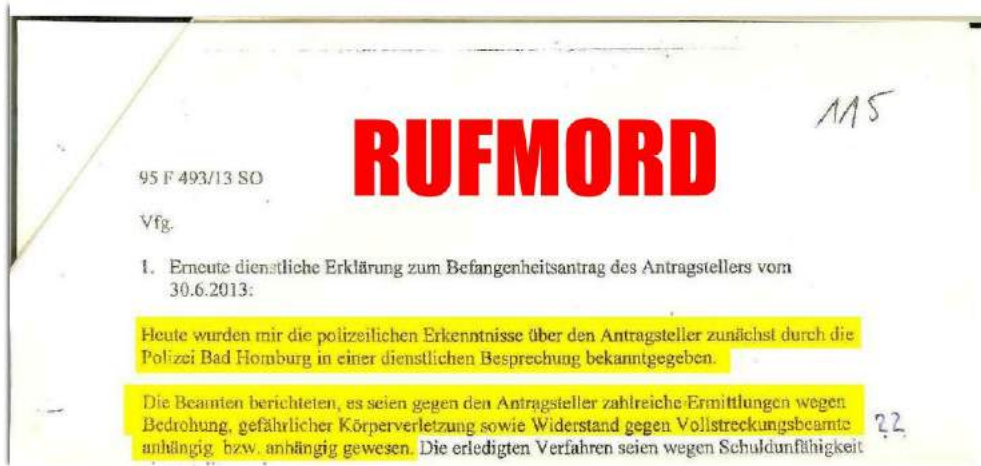 115
RUFMORD
95 F 493/13 SO
Vfg.
1. Erneute dienstliche Erklärung zum Befangenheitsantrag des Antragstellers vom
30.6.2013:
Heute wurden mir die polizeilichen Erkenntnisse über den Antragsteller zunächst durch die
Polizei Bad Homburg in einer dienstlichen Besprechung bekanntgegeben.
Die Beamten berichteten, es seien gegen den Antragsteller zahlreiche Ermittlungen wegen
Bedrohung, gefährlicher Körperverletzung sowie Widerstand gegen Vollstreckungsbeamte 22
anhängig bzw. anhängig gewesen. Die erledigten Verfahren seien wegen Schuldunfähigkeit